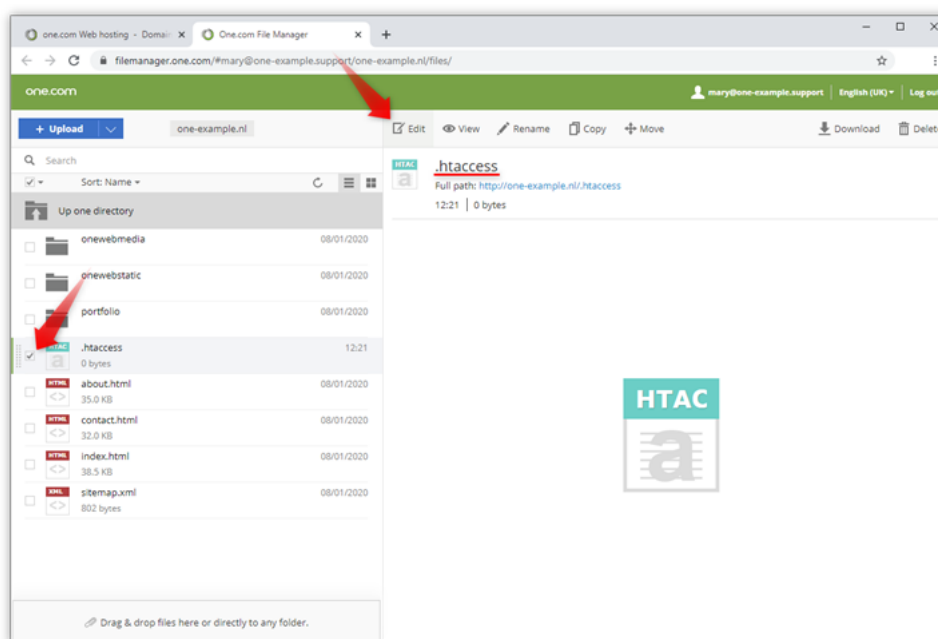 one.com Web hosting - Domain
One.com File Manager
filemanager.one.com/#mary@one-example.support/one-example.nl/files/
one.com
mary@one-example.support
English (UK)
Log out
+ Upload
one-example.nl
Edit
View
Rename
Copy
Move
Download
Delet
Search
Sort: Name
Up one directory
onewebmedia 08/01/2020
onewebstatic 08/01/2020
portfolio 08/01/2020
HTAC
a
.htaccess 12:21
0 bytes
HTML
about.html 08/01/2020
35.0 KB
HTML
contact.html 08/01/2020
32.0 KB
HTML
index.html 08/01/2020
38.5 KB
XML
sitemap.xml 08/01/2020
802 bytes
Drag & drop files here or directly to any folder.
HTAC
a
.htaccess
Full path: http://one-example.nl/.htaccess
12:21 | 0 bytes
HTAC
a